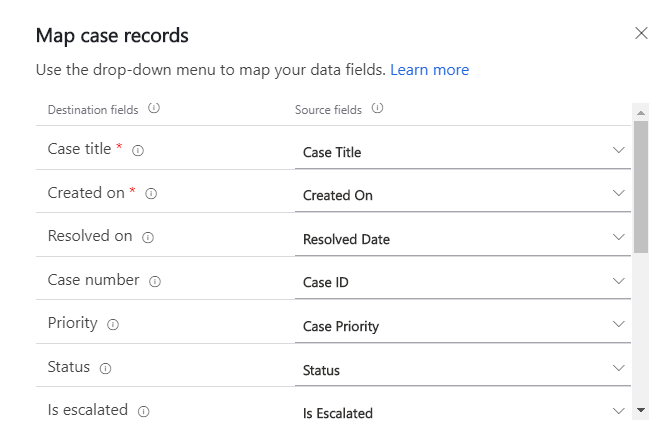 Map case records
Use the drop-down menu to map your data fields. Learn more
Destination fields Source fields
Case title * Case Title
Created on * Created On
Resolved on Resolved Date
Case number Case ID
Priority Case Priority
Status Status
Is escalated Is Escalated